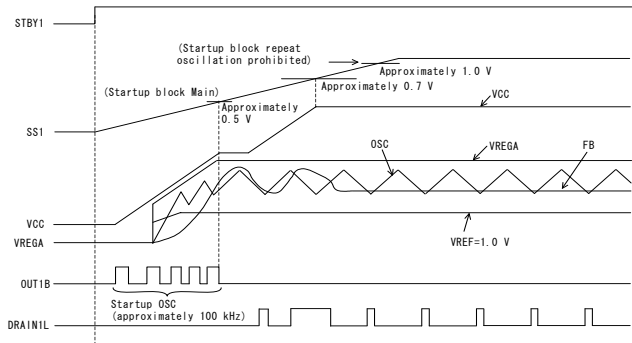 STBY1
(Startup block repeat
oscillation prohibited)
Approximately 1.0 V
Approximately 0.7 V
(Startup block Main)
Approximately
0.5 V
VCC
SS1
OSC
VREGA
FB
VCC
VREGA
VREF=1.0 V
OUT1B
Startup OSC
(approximately 100 kHz)
DRAIN1L